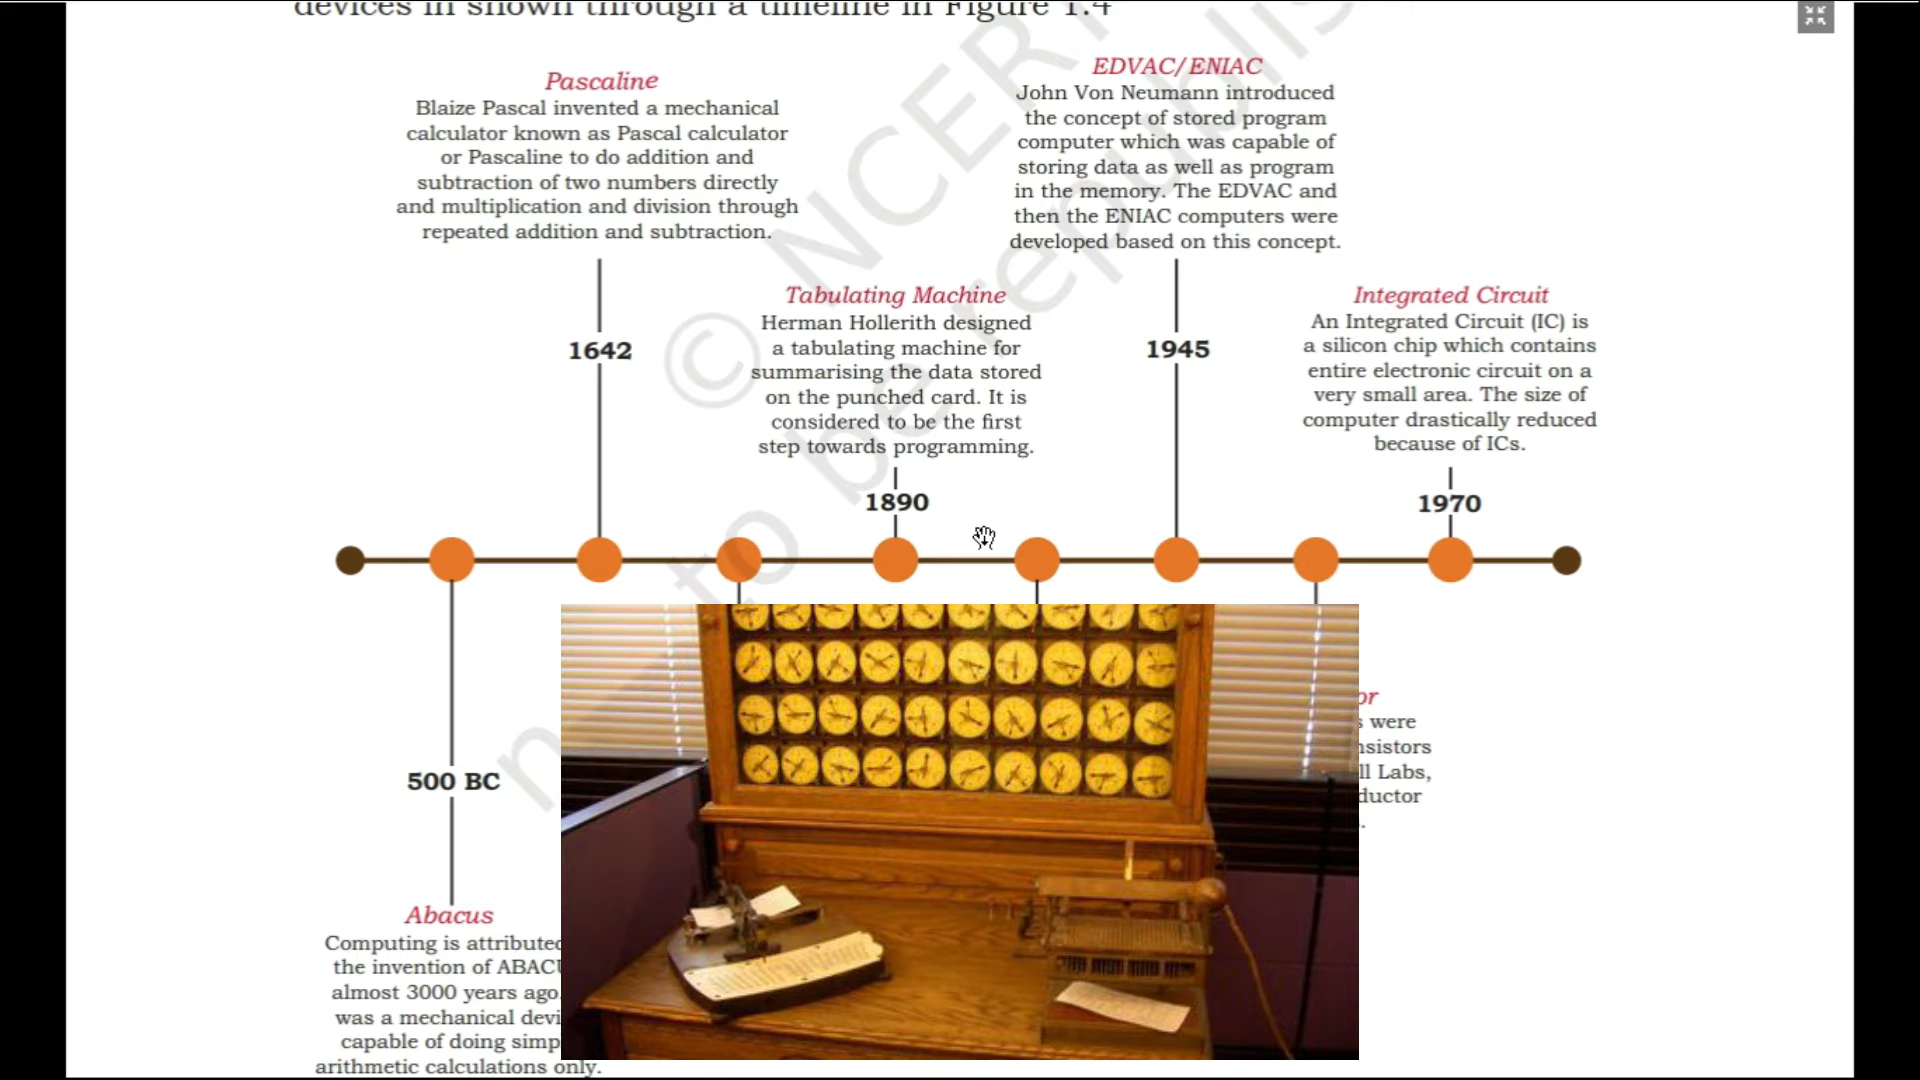 devices in shown through a timeline in Figure 1.4
Pascaline
Blaize Pascal invented a mechanical
calculator known as Pascal calculator
or Pascaline to do addition and
subtraction of two numbers directly
and multiplication and division through
repeated addition and subtraction.
1642
Tabulating Machine
Herman Hollerith designed
a tabulating machine for
summarising the data stored
on the punched card. It is
considered to be the first
step towards programming.
1890
EDVAC/ENIAC
John Von Neumann introduced
the concept of stored program
computer which was capable of
storing data as well as program
in the memory. The EDVAC and
then the ENIAC computers were
developed based on this concept.
1945
Integrated Circuit
An Integrated Circuit (IC) is
a silicon chip which contains
entire electronic circuit on a
very small area. The size of
computer drastically reduced
because of ICs.
1970
500 BC
Abacus
Computing is attributed
the invention of ABACU
almost 3000 years ago.
was a mechanical devi
capable of doing simp
arithmetic calculations only.
or
s were
nsistors
ll Labs,
ductor
© NCERT
to be republis